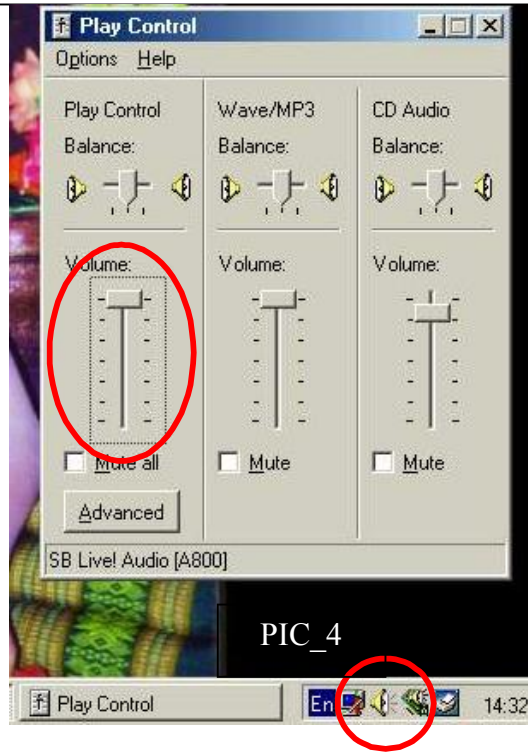 Play Control
Options Help
Play Control Wave/MP3 CD Audio
Balance: Balance: Balance:
Volume: Volume: Volume:
Mute all Mute Mute
Advanced
SB Live! Audio [A800]
PIC_4
Play Control En 14:32